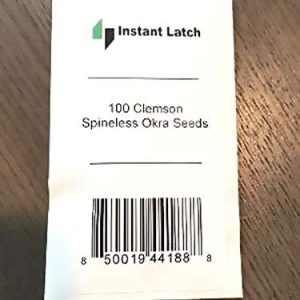 Instant Latch
100 Clemson
Spineless Okra Seeds
8 50019 44188 8